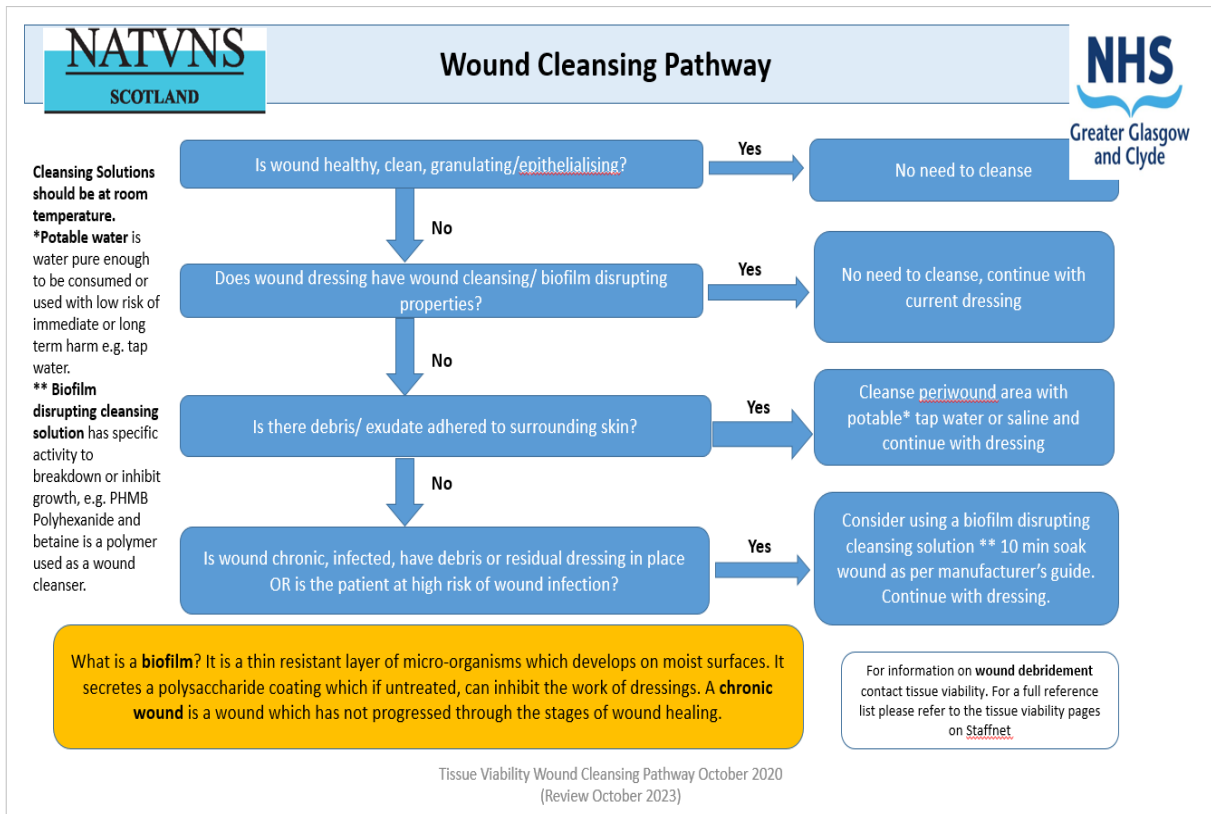 NATVNS
SCOTLAND
Wound Cleansing Pathway
NHS
Greater Glasgow
and Clyde
Cleansing Solutions
should be at room
temperature.
*Potable water is
water pure enough
to be consumed or
used with low risk of
immediate or long
term harm e.g. tap
water.
** Biofilm
disrupting cleansing
solution has specific
activity to
breakdown or inhibit
growth, e.g. PHMB
Polyhexanide and
betaine is a polymer
used as a wound
cleanser.
Is wound healthy, clean, granulating/epithelialising?
Yes
No need to cleanse
No
Does wound dressing have wound cleansing/ biofilm disrupting
properties?
Yes
No need to cleanse, continue with
current dressing
No
Is there debris/ exudate adhered to surrounding skin?
Yes
Cleanse periwound area with
potable* tap water or saline and
continue with dressing
No
Is wound chronic, infected, have debris or residual dressing in place
OR is the patient at high risk of wound infection?
Yes
Consider using a biofilm disrupting
cleansing solution ** 10 min soak
wound as per manufacturer’s guide.
Continue with dressing.
What is a biofilm? It is a thin resistant layer of micro-organisms which develops on moist surfaces. It
secretes a polysaccharide coating which if untreated, can inhibit the work of dressings. A chronic
wound is a wound which has not progressed through the stages of wound healing.
For information on wound debridement
contact tissue viability. For a full reference
list please refer to the tissue viability pages
on Staffnet
Tissue Viability Wound Cleansing Pathway October 2020
(Review October 2023)